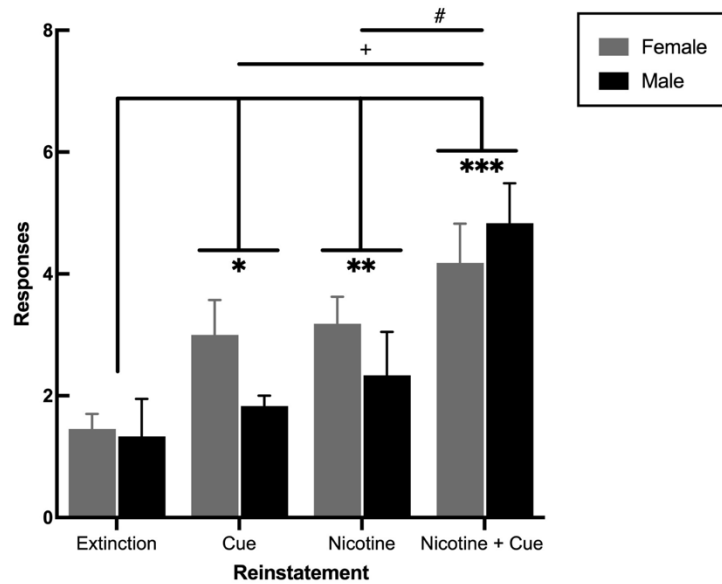 #
+
Female
Male
8
6
4
2
0
***
*
**
Responses
Extinction
Cue
Nicotine
Nicotine + Cue
Reinstatement